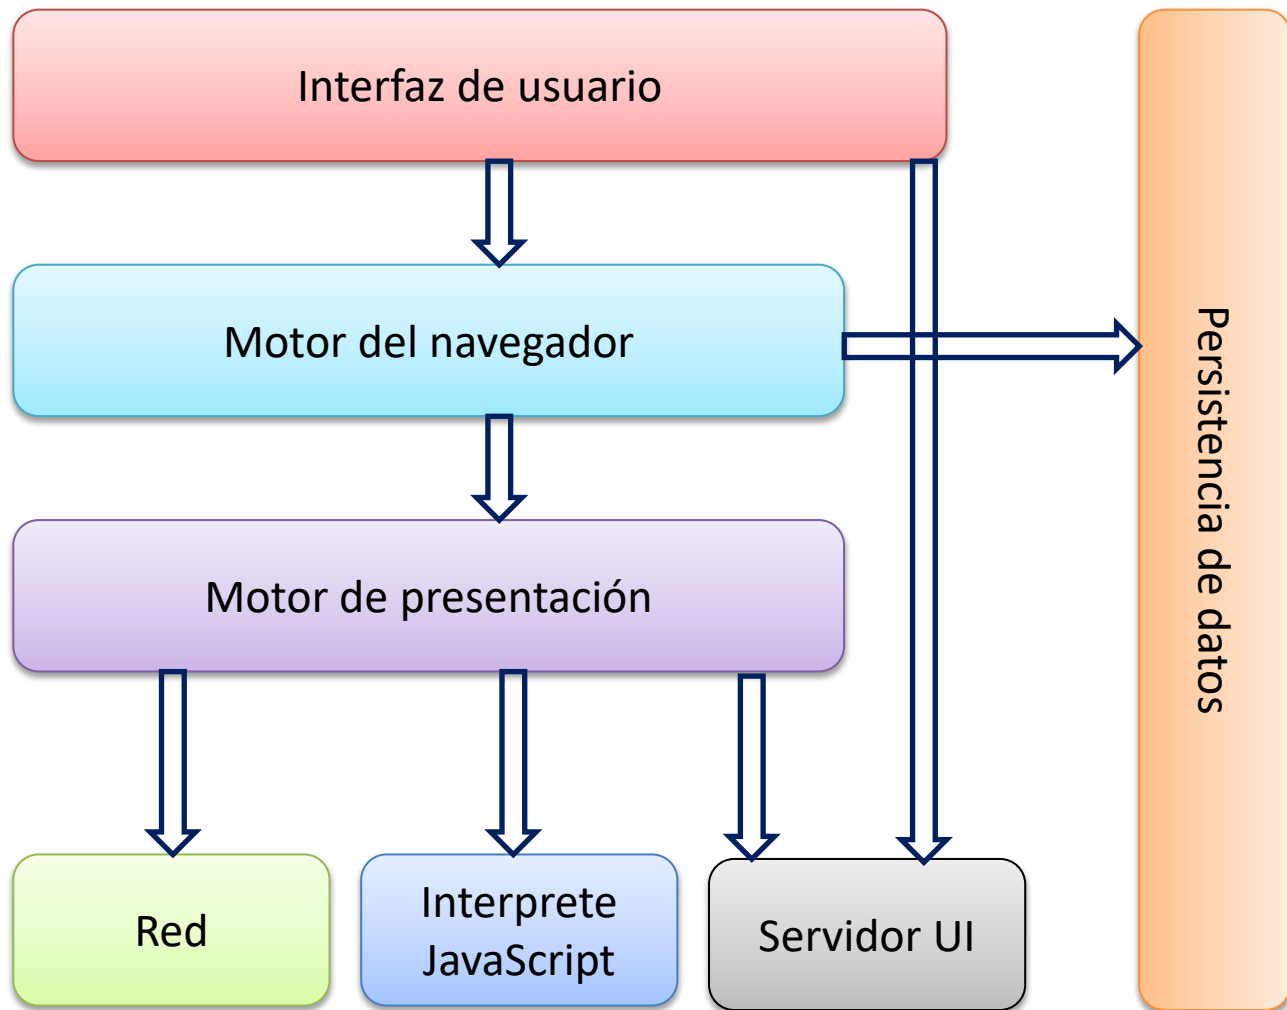 Interfaz de usuario
Motor del navegador
Persistencia de datos
Motor de presentación
Red
Interprete
JavaScript
Servidor UI